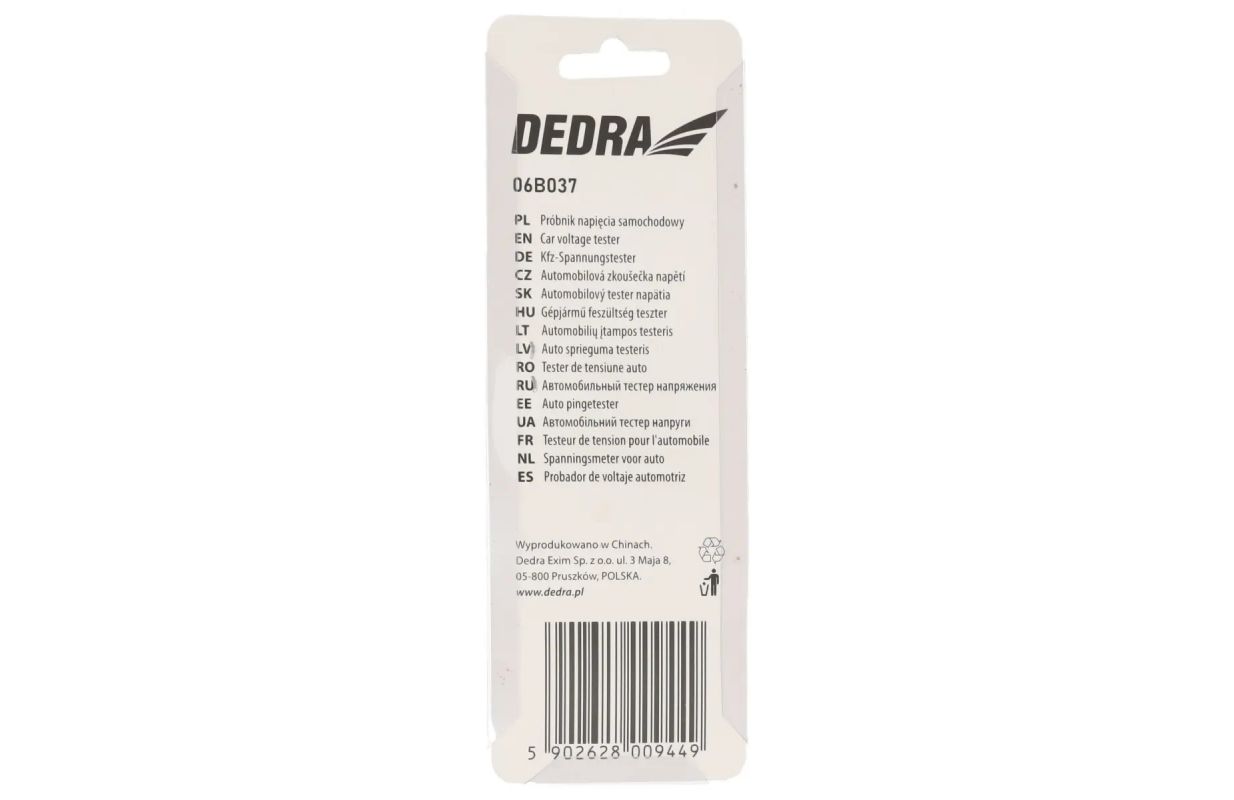 DEDRA
06B037
PL Próbnik napięcia samochodowy
EN Car voltage tester
DE Kfz-Spannungstester
CZ Automobilová zkoušečka napětí
SK Automobilový tester napätia
HU Gépjármű feszültség teszter
LT Automobilių įtampos testeris
LV Auto sprieguma testeris
RO Tester de tensiune auto
RU Автомобильный тестер напряжения
EE Auto pingetester
UA Автомобільний тестер напруги
FR Testeur de tension pour l'automobile
NL Spanningsmeter voor auto
ES Probador de voltaje automotriz
Wyprodukowano w Chinach.
Dedra Exim Sp. z o.o. ul. 3 Maja 8,
05-800 Pruszków, POLSKA.
www.dedra.pl
5 902628 009449